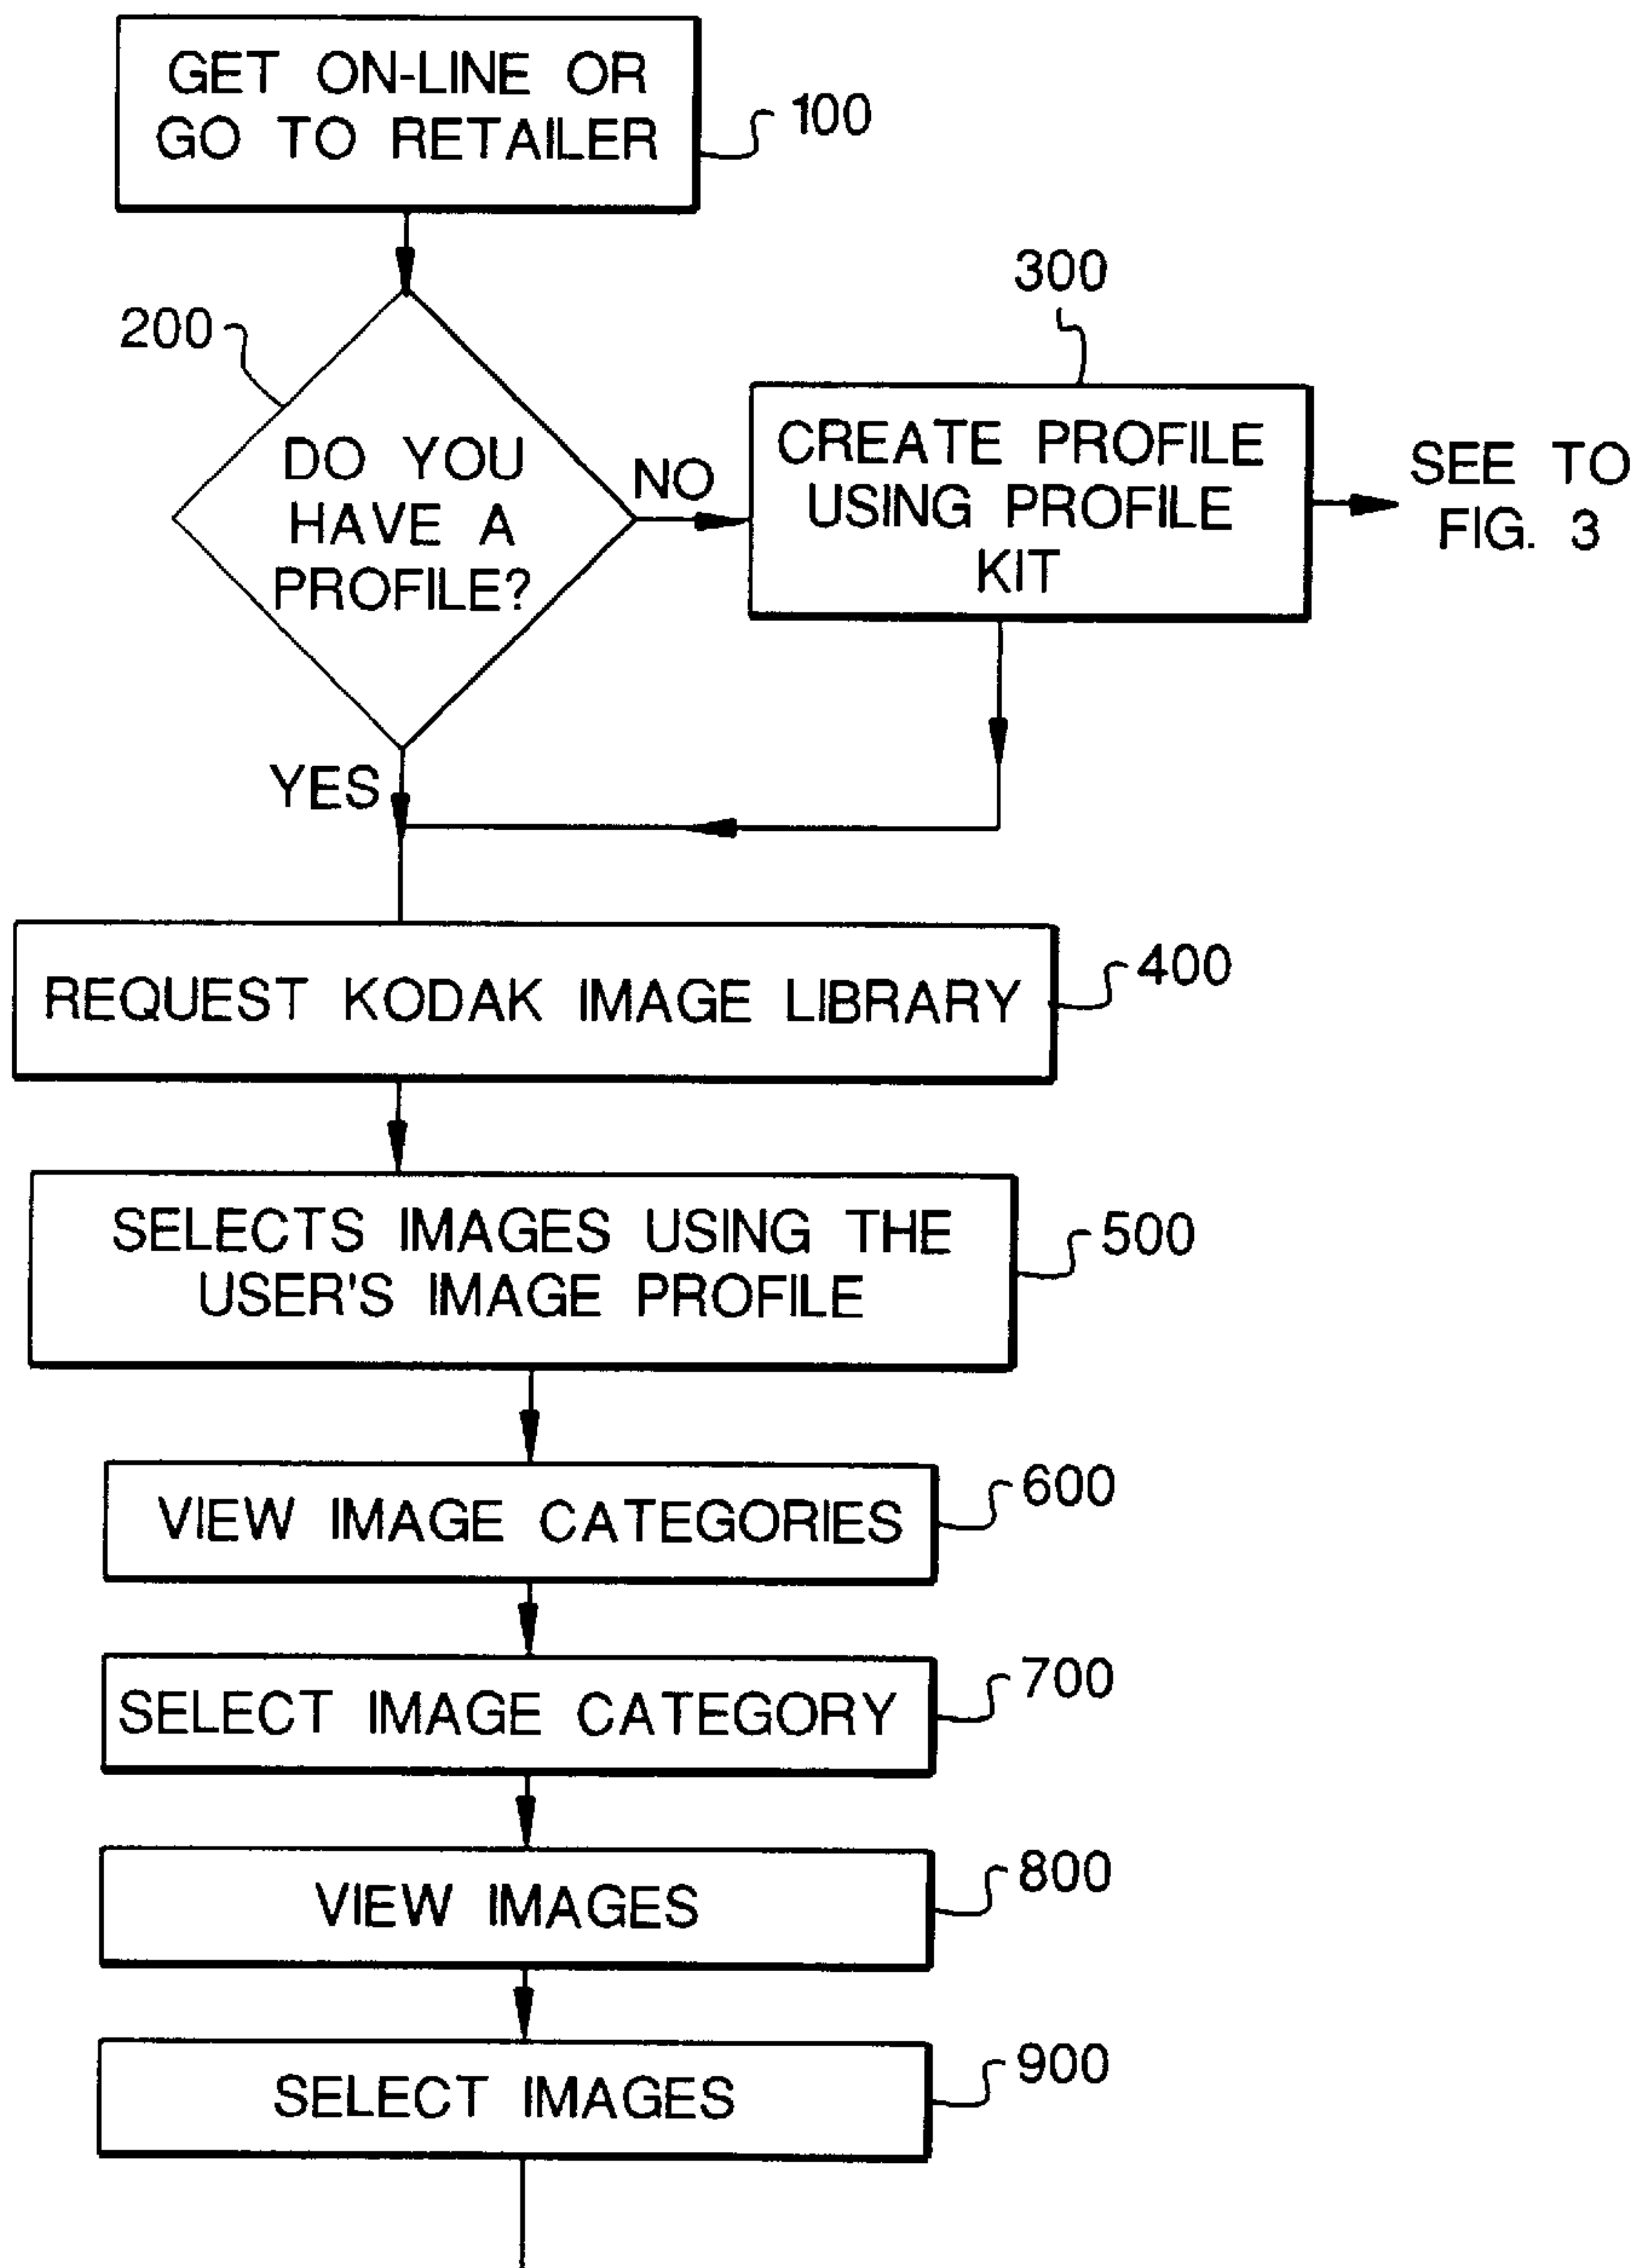 GET ON-LINE OR
GO TO RETAILER
100
200
DO YOU
HAVE A
PROFILE?
NO
300
CREATE PROFILE
USING PROFILE
KIT
SEE TO
FIG. 3
YES
REQUEST KODAK IMAGE LIBRARY
400
SELECTS IMAGES USING THE
USER'S IMAGE PROFILE
500
VIEW IMAGE CATEGORIES
600
SELECT IMAGE CATEGORY
700
VIEW IMAGES
800
SELECT IMAGES
900